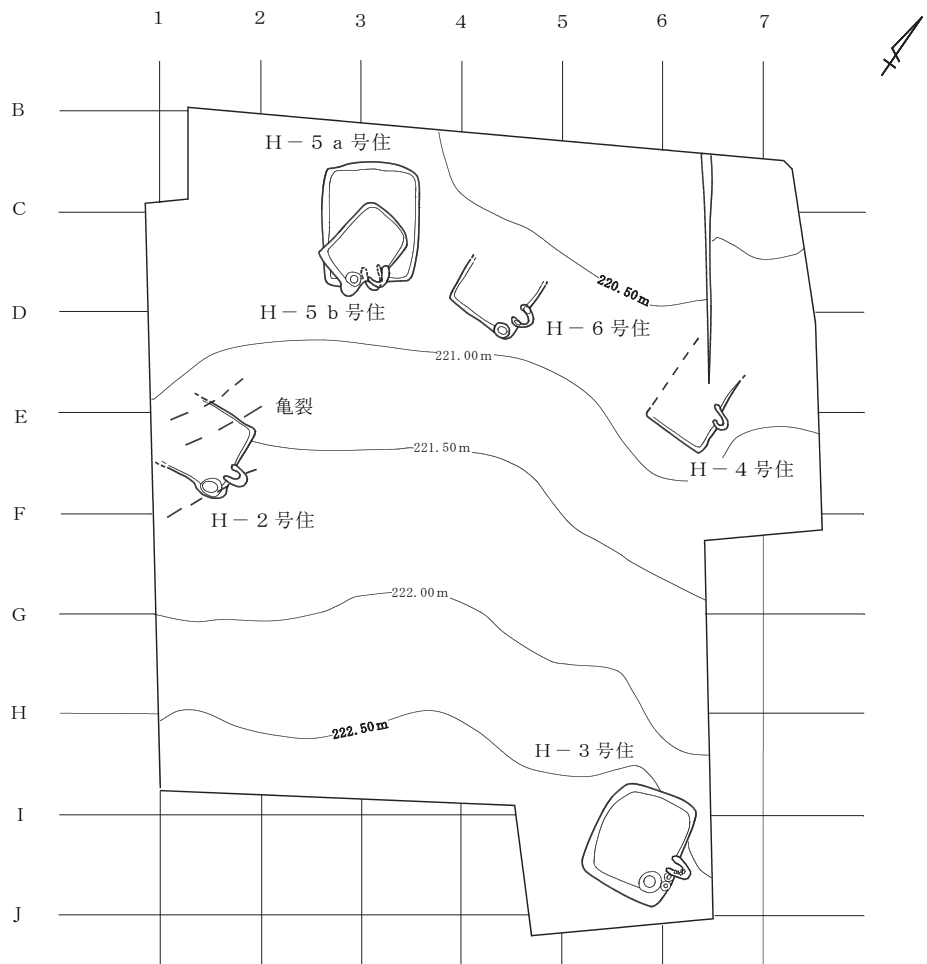 1 2 3 4 5 6 7
B
H－5 a 号住
C
220.50m
H－5 b 号住
D
H－6 号住
221.00m
亀裂
E
221.50m
H－4 号住
H－2 号住
F
222.00m
G
H
222.50m
H－3 号住
I
J